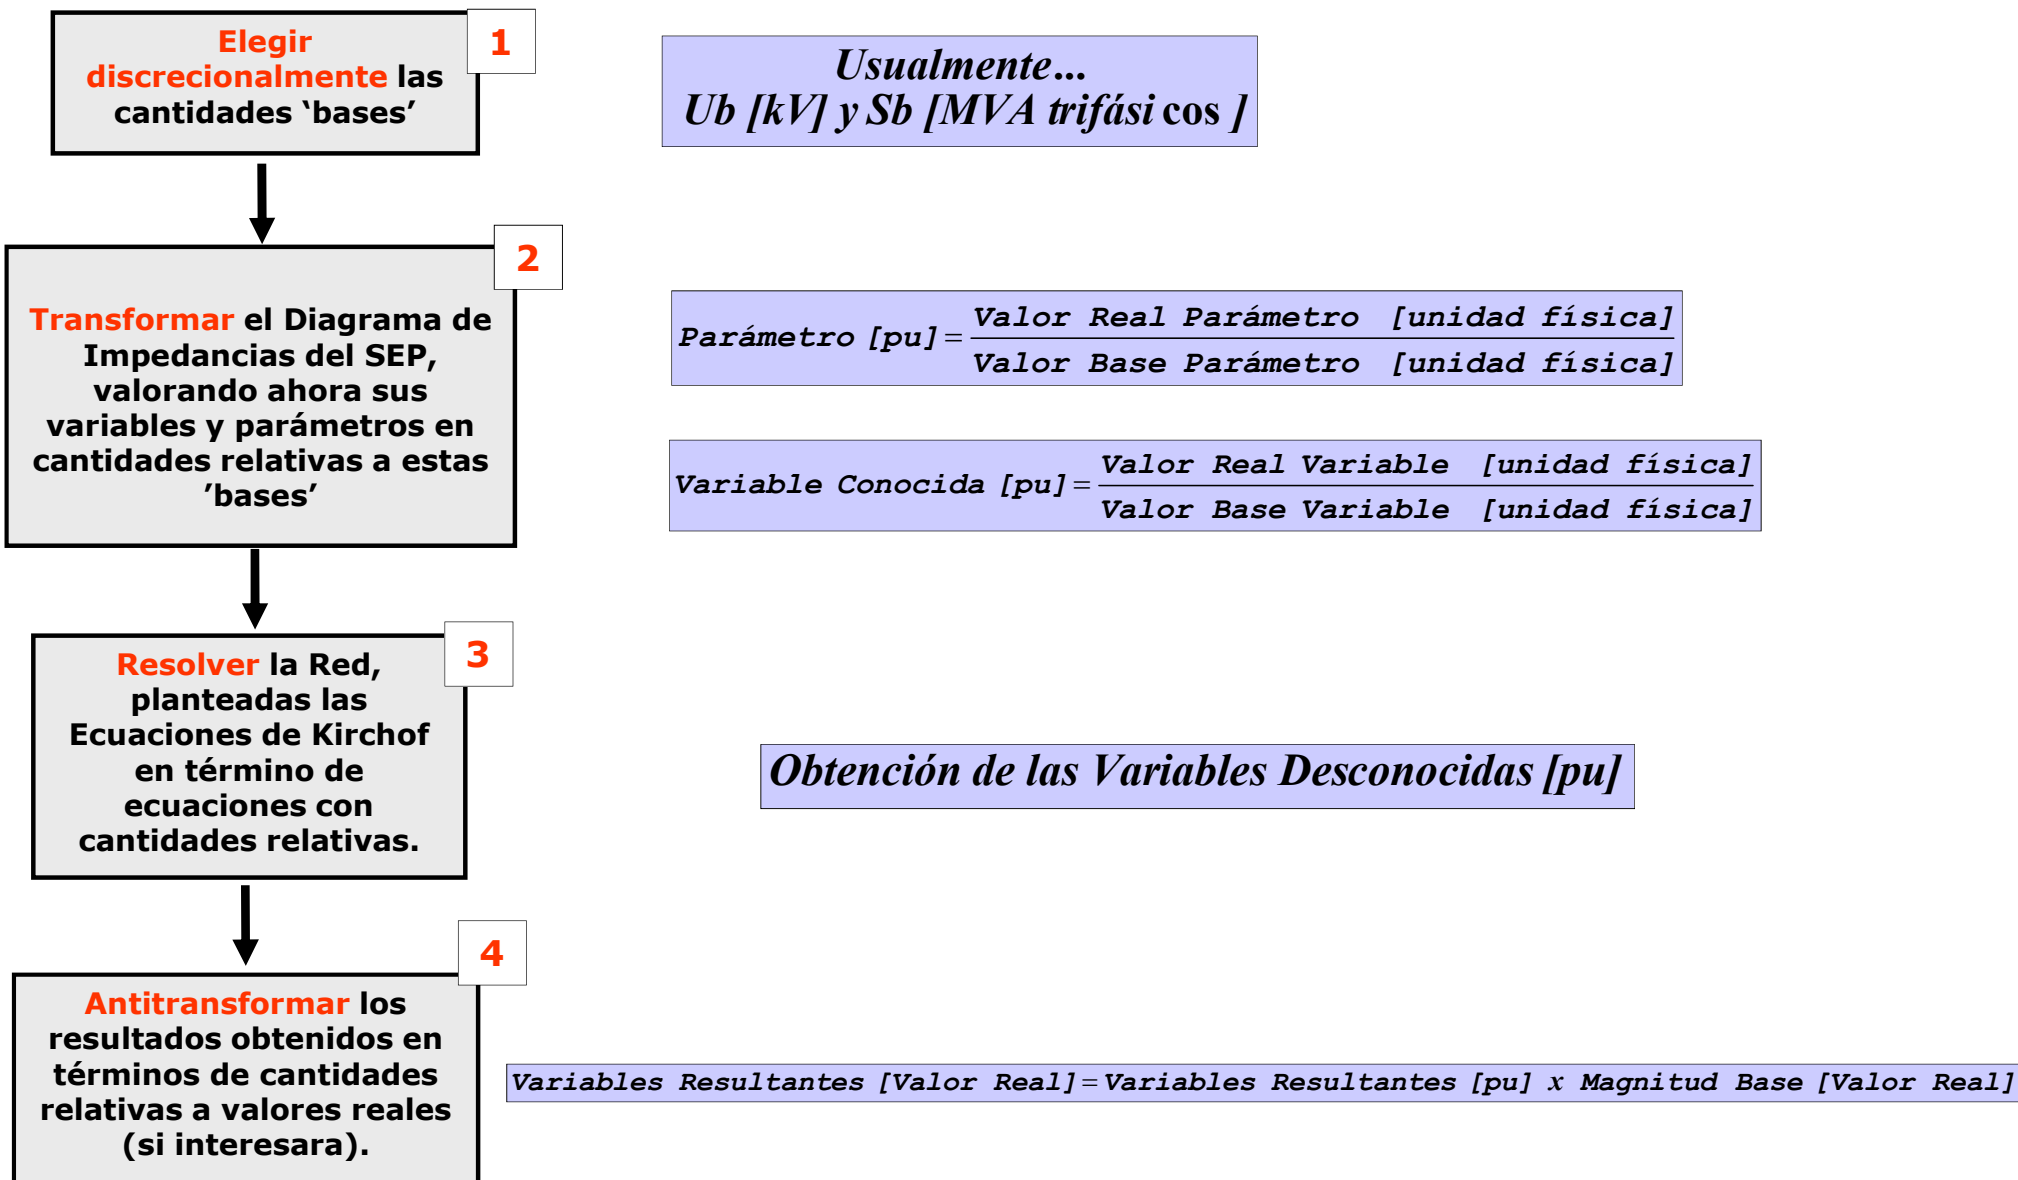 1
Elegir
discrecionalmente las
cantidades ‘bases’
Usualmente...
Ub [kV] y Sb [MVA trifási cos ]
2
Transformar el Diagrama de
Impedancias del SEP,
valorando ahora sus
variables y parámetros en
cantidades relativas a estas
’bases’
Parámetro [pu] = Valor Real Parámetro [unidad física]
Valor Base Parámetro [unidad física]
Variable Conocida [pu] = Valor Real Variable [unidad física]
Valor Base Variable [unidad física]
3
Resolver la Red,
planteadas las
Ecuaciones de Kirchof
en término de
ecuaciones con
cantidades relativas.
Obtención de las Variables Desconocidas [pu]
4
Antitransformar los
resultados obtenidos en
términos de cantidades
relativas a valores reales
(si interesara).
Variables Resultantes [Valor Real] = Variables Resultantes [pu] x Magnitud Base [Valor Real]